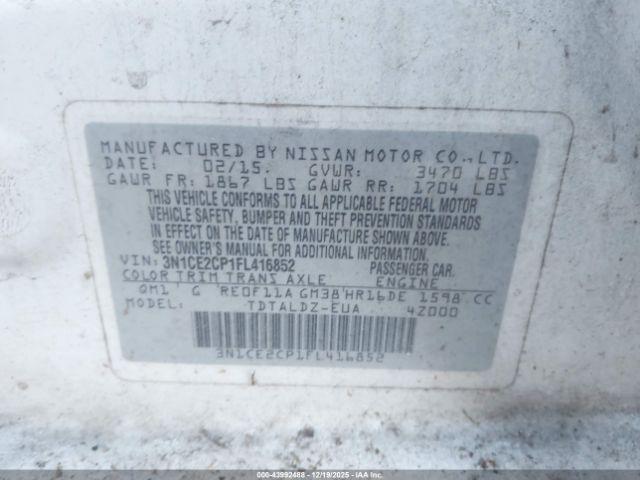 MANUFACTURED BY NISSAN MOTOR CO., LTD.
DATE: 02/15. GVWR: 3470 LBS
GAWR FR: 1867 LBS GAWR RR: 1704 LBS
THIS VEHICLE CONFORMS TO ALL APPLICABLE FEDERAL MOTOR
VEHICLE SAFETY, BUMPER AND THEFT PREVENTION STANDARDS
IN EFFECT ON THE DATE OF MANUFACTURE SHOWN ABOVE.
SEE OWNER'S MANUAL FOR ADDITIONAL INFORMATION.
VIN: 3N1CE2CP1FL416852 PASSENGER CAR.
COLOR TRIM TRANS AXLE ENGINE
QM1 G RE0F11A GM38 HR16DE 1598 CC
MODEL: TDTALDZ-EUA 4Z000
3N1CE2CP1FL416852
000-43992488 - 12/19/2025 - IAAI.COM